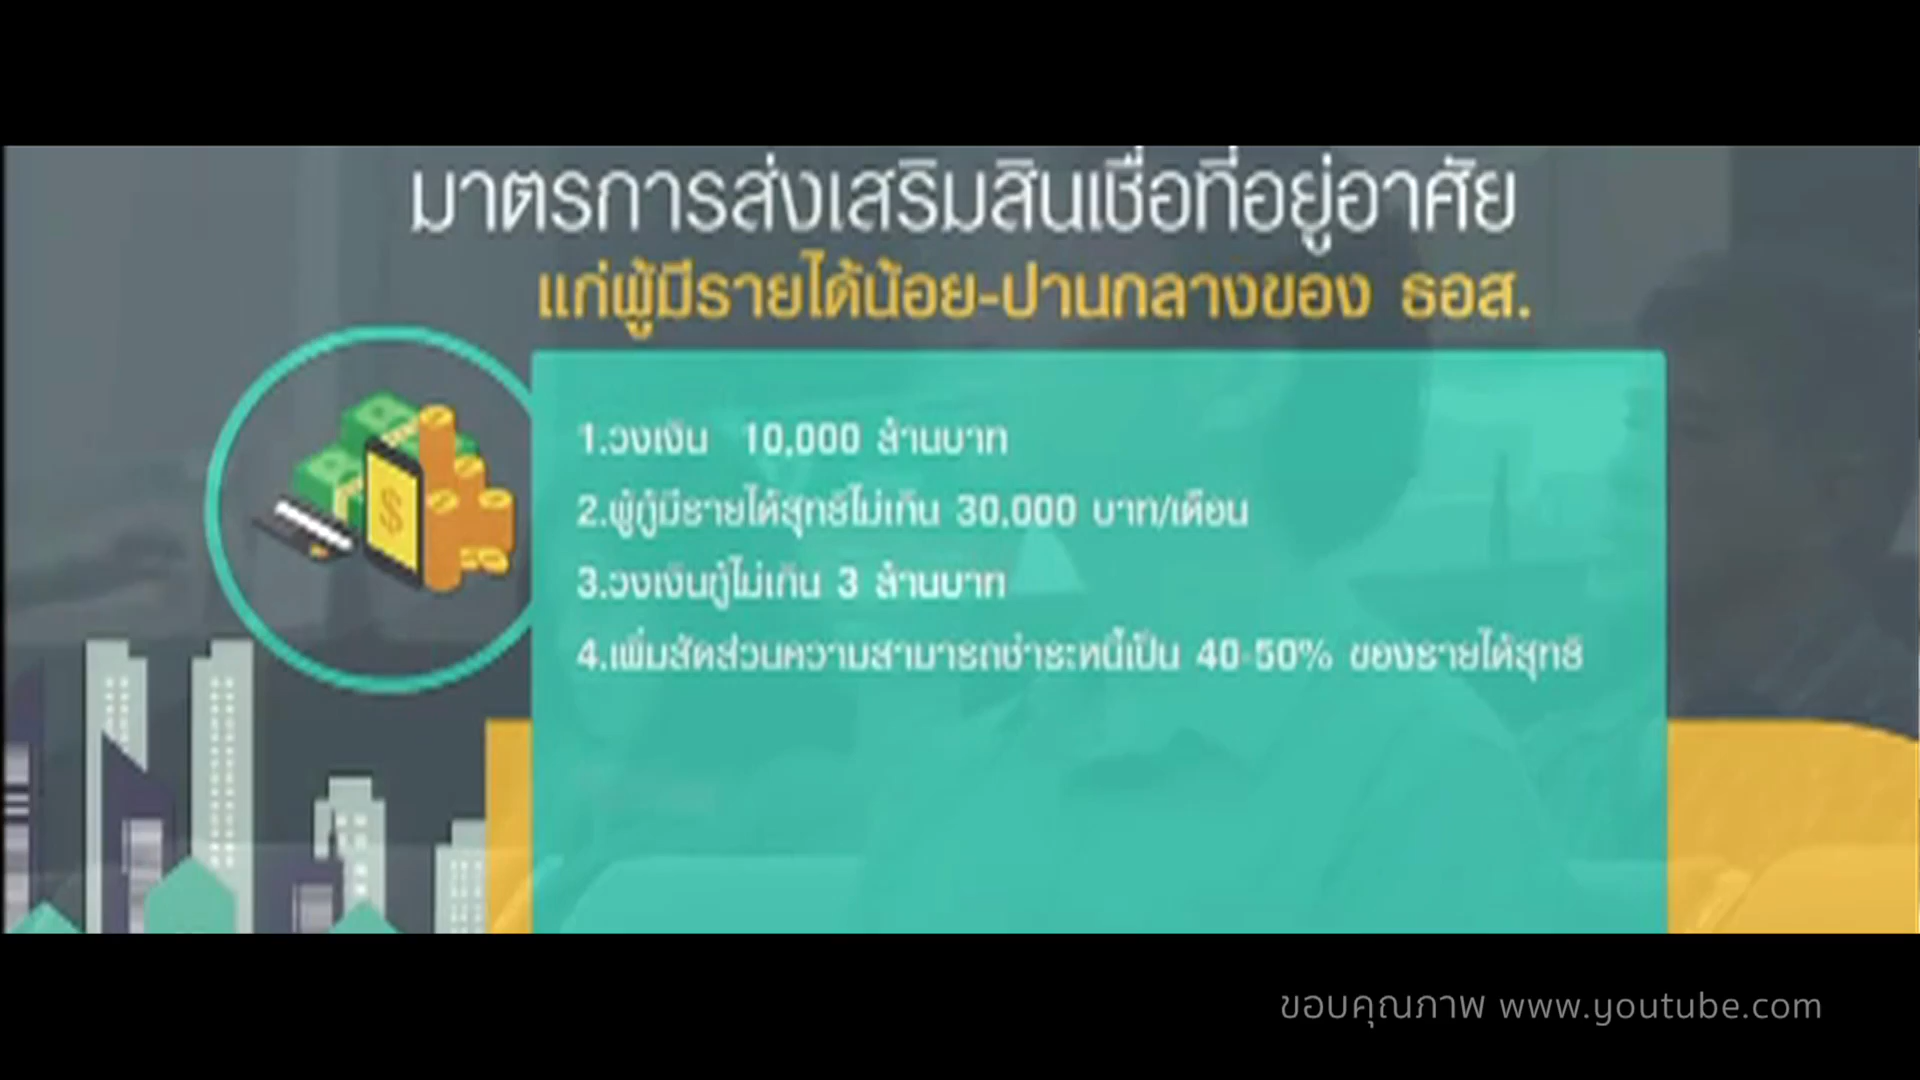 มาตรการส่งเสริมสินเชื่อที่อยู่อาศัย
แก่ผู้มีรายได้น้อย-ปานกลางของ ธอส.
1.วงเงิน 10,000 ล้านบาท
2.ผู้กู้มีรายได้สุทธิไม่เกิน 30,000 บาท/เดือน
3.วงเงินกู้ไม่เกิน 3 ล้านบาท
4.เพิ่มสัดส่วนความสามารถชำระหนี้เป็น 40-50% ของรายได้สุทธิ
ขอบคุณภาพ www.youtube.com